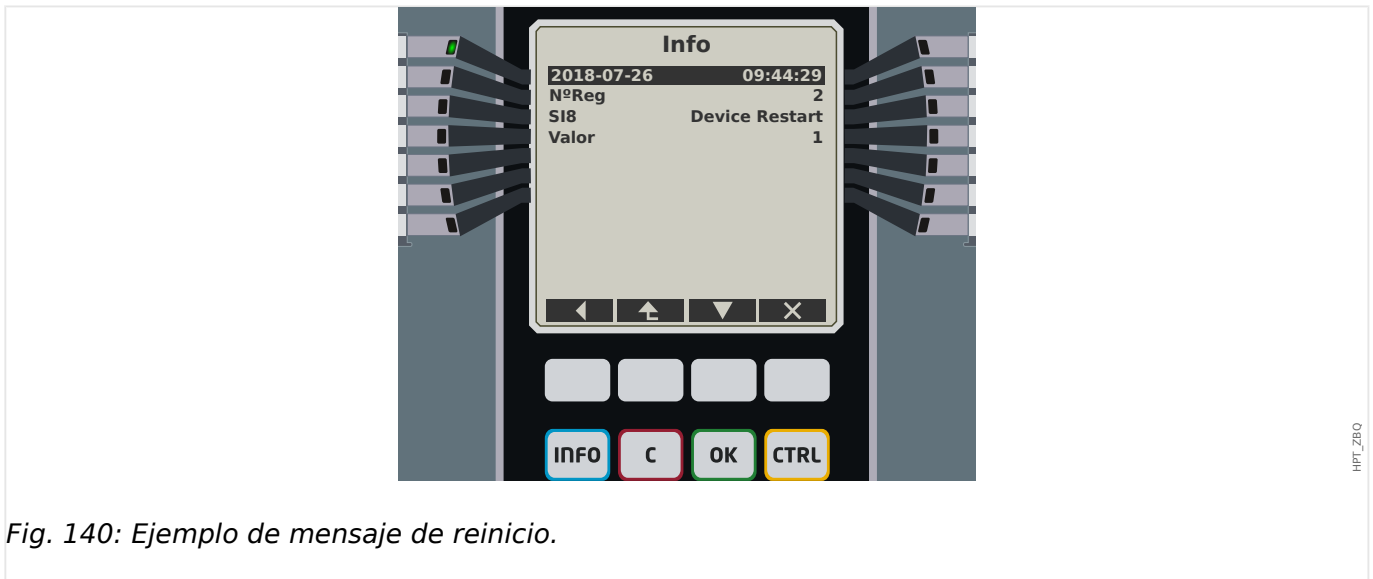 Info
2018-07-26 09:44:29
NºReg 2
SI8 Device Restart
Valor 1
INFO C OK CTRL
HPT_ZBQ
Fig. 140: Ejemplo de mensaje de reinicio.